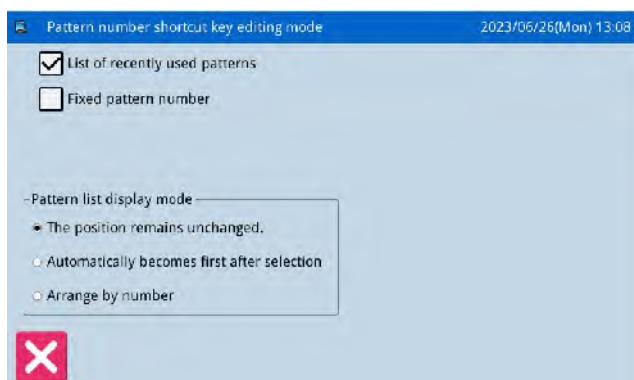 Pattern number shortcut key editing mode 2023/06/26(Mon) 13:08
List of recently used patterns
Fixed pattern number
Pattern list display mode
The position remains unchanged.
Automatically becomes first after selection
Arrange by number